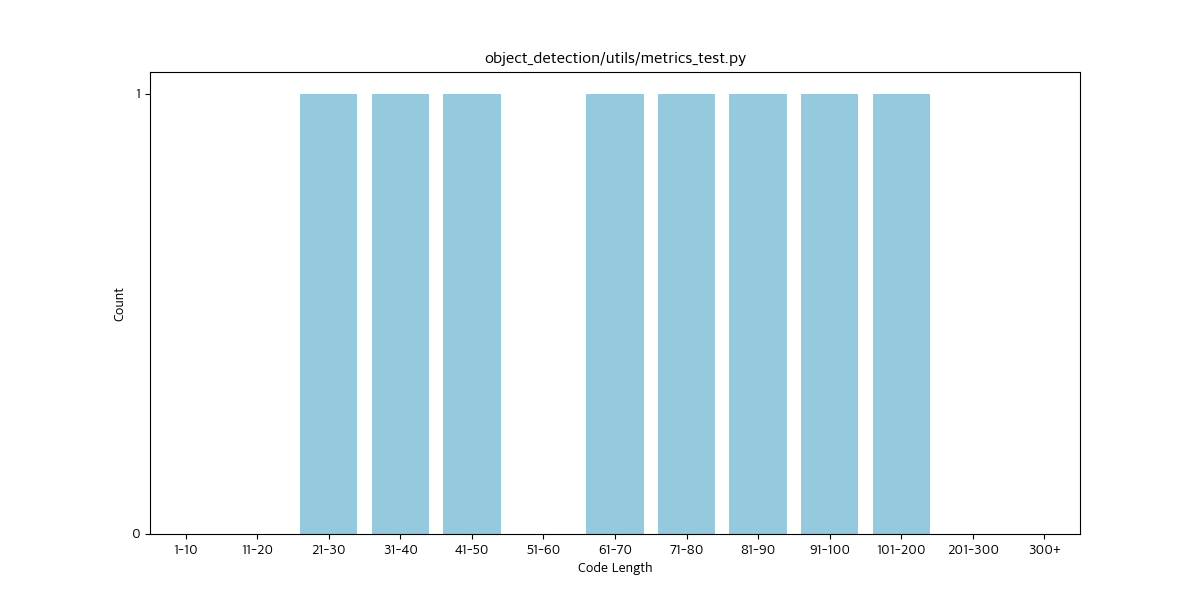 object_detection/utils/metrics_test.py
1
Count
0
1-10 11-20 21-30 31-40 41-50 51-60 61-70 71-80 81-90 91-100 101-200 201-300 300+
Code Length